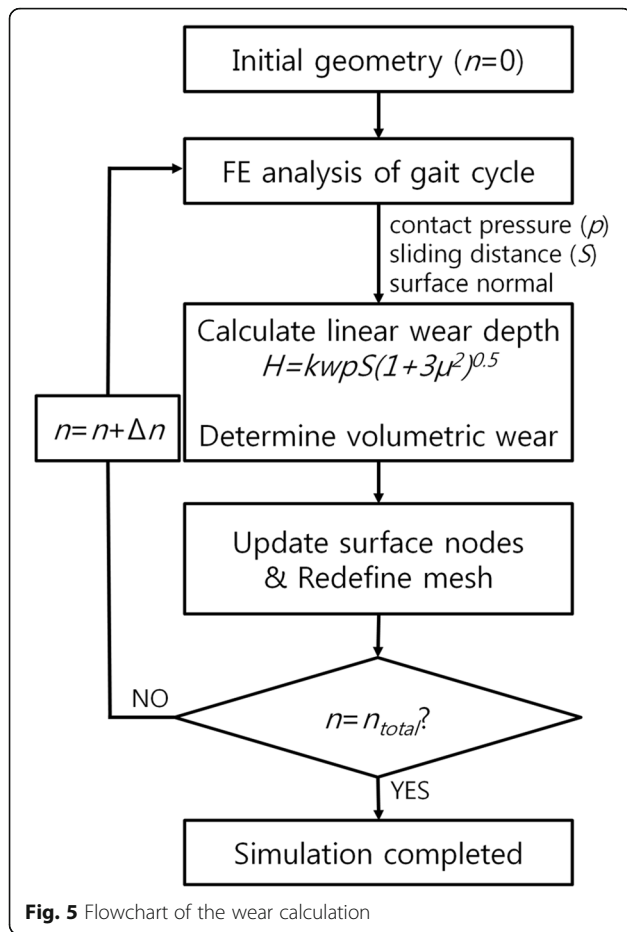 Initial geometry (n=0)
FE analysis of gait cycle
contact pressure (p)
sliding distance (S)
surface normal
Calculate linear wear depth
H=kwpS(1+3μ²)^0.5
Determine volumetric wear
n=n+Δn
Update surface nodes
& Redefine mesh
NO
n=n_total?
YES
Simulation completed
Fig. 5 Flowchart of the wear calculation